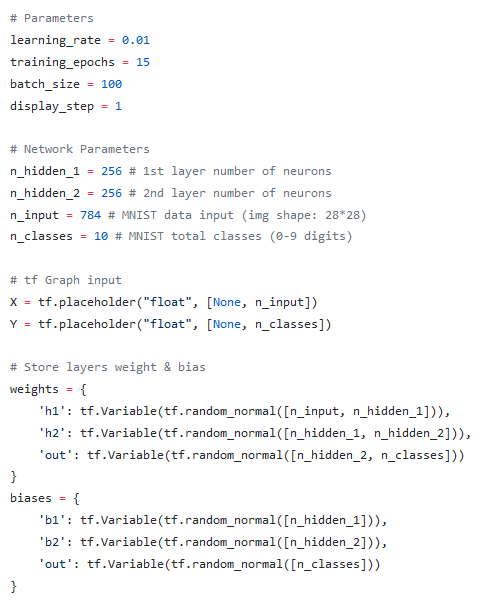 # Parameters
learning_rate = 0.01
training_epochs = 15
batch_size = 100
display_step = 1
# Network Parameters
n_hidden_1 = 256 # 1st layer number of neurons
n_hidden_2 = 256 # 2nd layer number of neurons
n_input = 784 # MNIST data input (img shape: 28*28)
n_classes = 10 # MNIST total classes (0-9 digits)
# tf Graph input
X = tf.placeholder("float", [None, n_input])
Y = tf.placeholder("float", [None, n_classes])
# Store layers weight & bias
weights = {
    'h1': tf.Variable(tf.random_normal([n_input, n_hidden_1])),
    'h2': tf.Variable(tf.random_normal([n_hidden_1, n_hidden_2])),
    'out': tf.Variable(tf.random_normal([n_hidden_2, n_classes]))
}
biases = {
    'b1': tf.Variable(tf.random_normal([n_hidden_1])),
    'b2': tf.Variable(tf.random_normal([n_hidden_2])),
    'out': tf.Variable(tf.random_normal([n_classes]))
}